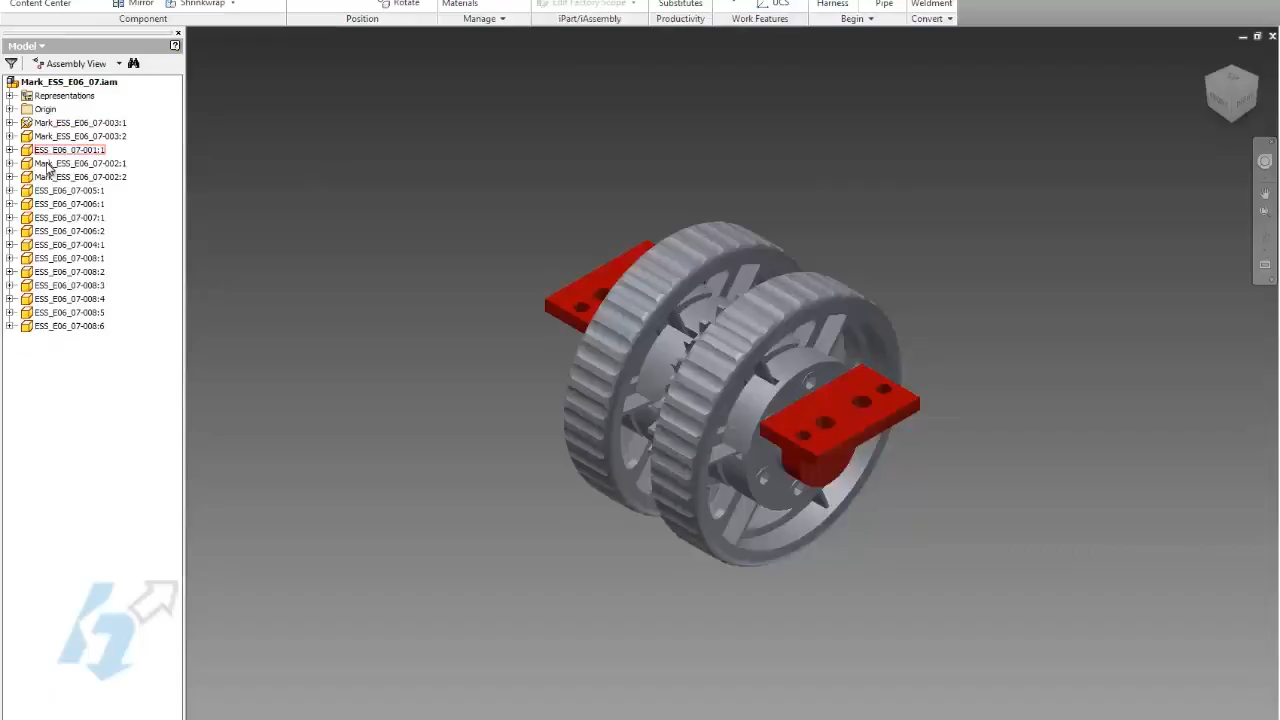 Content Center
Mirror
Shrinkwrap
Rotate
Materials
Edit Factory Scope
Substitutes
UCS
Harness
Pipe
Weldment
Component
Position
Manage
iPart/iAssembly
Productivity
Work Features
Begin
Convert
Model
Assembly View
Mark_ESS_E06_07.iam
Representations
Origin
Mark_ESS_E06_07-003:1
Mark_ESS_E06_07-003:2
ESS_E06_07-001:1
Mark_ESS_E06_07-002:1
Mark_ESS_E06_07-002:2
ESS_E06_07-005:1
ESS_E06_07-006:1
ESS_E06_07-007:1
ESS_E06_07-006:2
ESS_E06_07-004:1
ESS_E06_07-008:1
ESS_E06_07-008:2
ESS_E06_07-008:3
ESS_E06_07-008:4
ESS_E06_07-008:5
ESS_E06_07-008:6